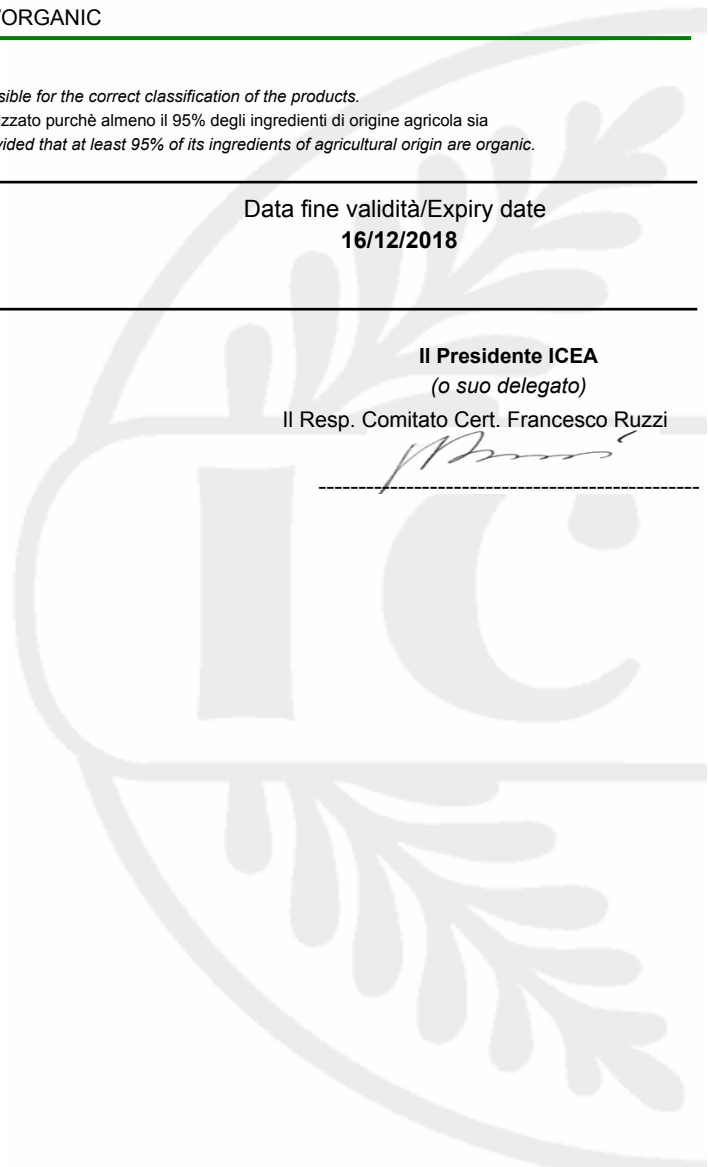 /ORGANIC
sible for the correct classification of the products.
izzato purchè almeno il 95% degli ingredienti di origine agricola sia
vided that at least 95% of its ingredients of agricultural origin are organic.
Data fine validità/Expiry date
16/12/2018
Il Presidente ICEA
(o suo delegato)
Il Resp. Comitato Cert. Francesco Ruzzi
IC